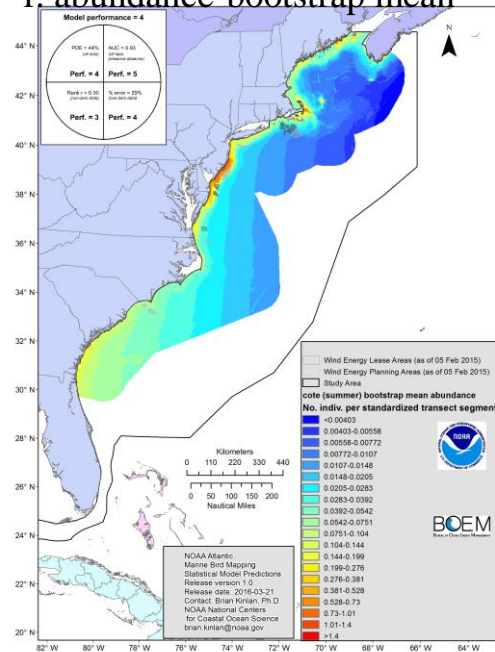 1. abundance bootstrap mean
Model performance = 4
N
PDE = 44%
AUC = 0.93
Perf. = 4
Perf. = 5
Rank r = 0.30
% error = 29%
Perf. = 3
Perf. = 4
44° N
42° N
40° N
38° N
36° N
34° N
32° N
30° N
28° N
26° N
24° N
22° N
20° N
Wind Energy Lease Areas (as of 05 Feb 2015)
Wind Energy Planning Areas (as of 05 Feb 2015)
Study Area
cote (summer) bootstrap mean abundance
No. indiv. per standardized transect segment
<0.00403
0.00403-0.00558
0.00558-0.00772
0.00772-0.0107
0.0107-0.0148
0.0148-0.0205
0.0205-0.0283
0.0283-0.0392
0.0392-0.0542
0.0542-0.0751
0.0751-0.104
0.104-0.144
0.144-0.199
0.199-0.276
0.276-0.381
0.381-0.528
0.528-0.73
0.73-1.01
1.01-1.4
>1.4
NOAA
BOEM
Kilometers
0 110 220 330 440
0 50 100 150 200
Nautical Miles
NOAA Atlantic
Marine Bird Mapping
Statistical Model Predictions
Release version 1.0
Release date: 2016-03-21
Contact: Brian Kinlan, Ph.D.
NOAA National Centers
for Coastal Ocean Science
brian.kinlan@noaa.gov
82° W 80° W 78° W 76° W 74° W 72° W 70° W 68° W 66° W 64° W